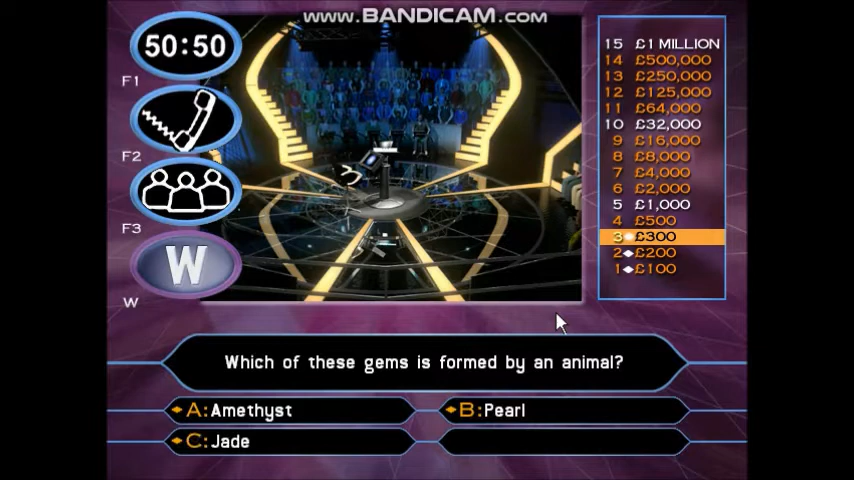 www.BANDICAM.com
50:50
F1
F2
F3
W
W
15 £1 MILLION
14 £500,000
13 £250,000
12 £125,000
11 £64,000
10 £32,000
9 £16,000
8 £8,000
7 £4,000
6 £2,000
5 £1,000
4 £500
3◆£300
2◆£200
1◆£100
Which of these gems is formed by an animal?
◆A:Amethyst
◆B:Pearl
◆C:Jade